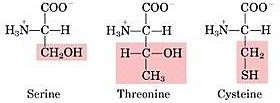 COO⁻ COO⁻ COO⁻
H₃N⁺—C—H H₃N⁺—C—H H₃N⁺—C—H
CH₂OH H—C—OH CH₂
CH₃ SH
Serine Threonine Cysteine